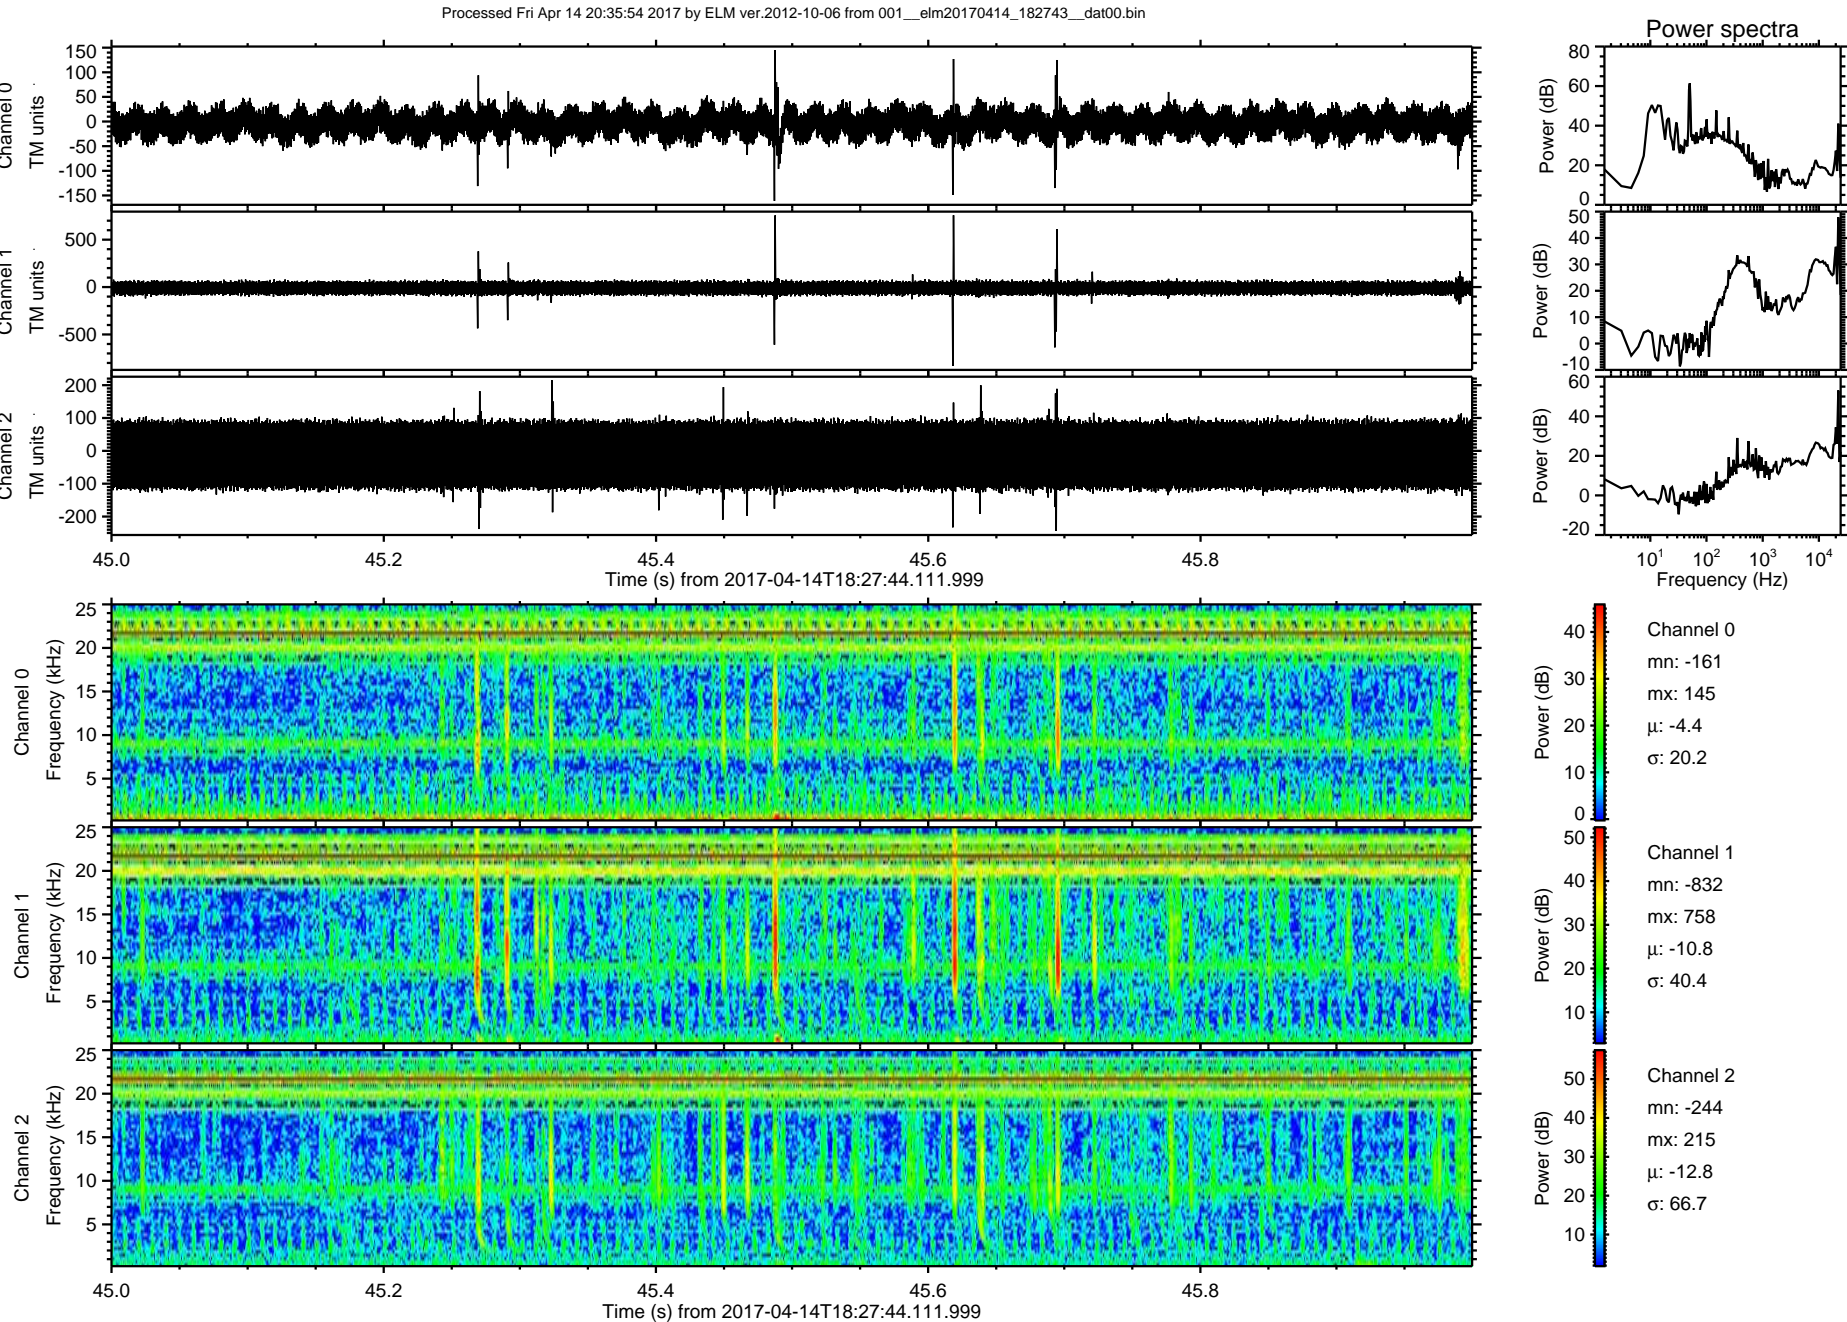 Processed Fri Apr 14 20:35:54 2017 by ELM ver.2012-10-06 from 001__elm20170414_182743__dat00.bin
Power spectra
Channel 0
TM units
150
100
50
0
-50
-100
-150
Power (dB)
80
60
40
20
0
Channel 1
TM units
500
0
-500
Power (dB)
50
40
30
20
10
0
-10
Channel 2
TM units
200
100
0
-100
-200
Power (dB)
60
40
20
0
-20
45.0 45.2 45.4 45.6 45.8
Time (s) from 2017-04-14T18:27:44.111.999
10¹ 10² 10³ 10⁴
Frequency (Hz)
Channel 0
Frequency (kHz)
25
20
15
10
5
Power (dB)
40
30
20
10
0
Channel 0
mn: -161
mx: 145
μ: -4.4
σ: 20.2
Channel 1
Frequency (kHz)
25
20
15
10
5
Power (dB)
50
40
30
20
10
Channel 1
mn: -832
mx: 758
μ: -10.8
σ: 40.4
Channel 2
Frequency (kHz)
25
20
15
10
5
Power (dB)
50
40
30
20
10
Channel 2
mn: -244
mx: 215
μ: -12.8
σ: 66.7
45.0 45.2 45.4 45.6 45.8
Time (s) from 2017-04-14T18:27:44.111.999